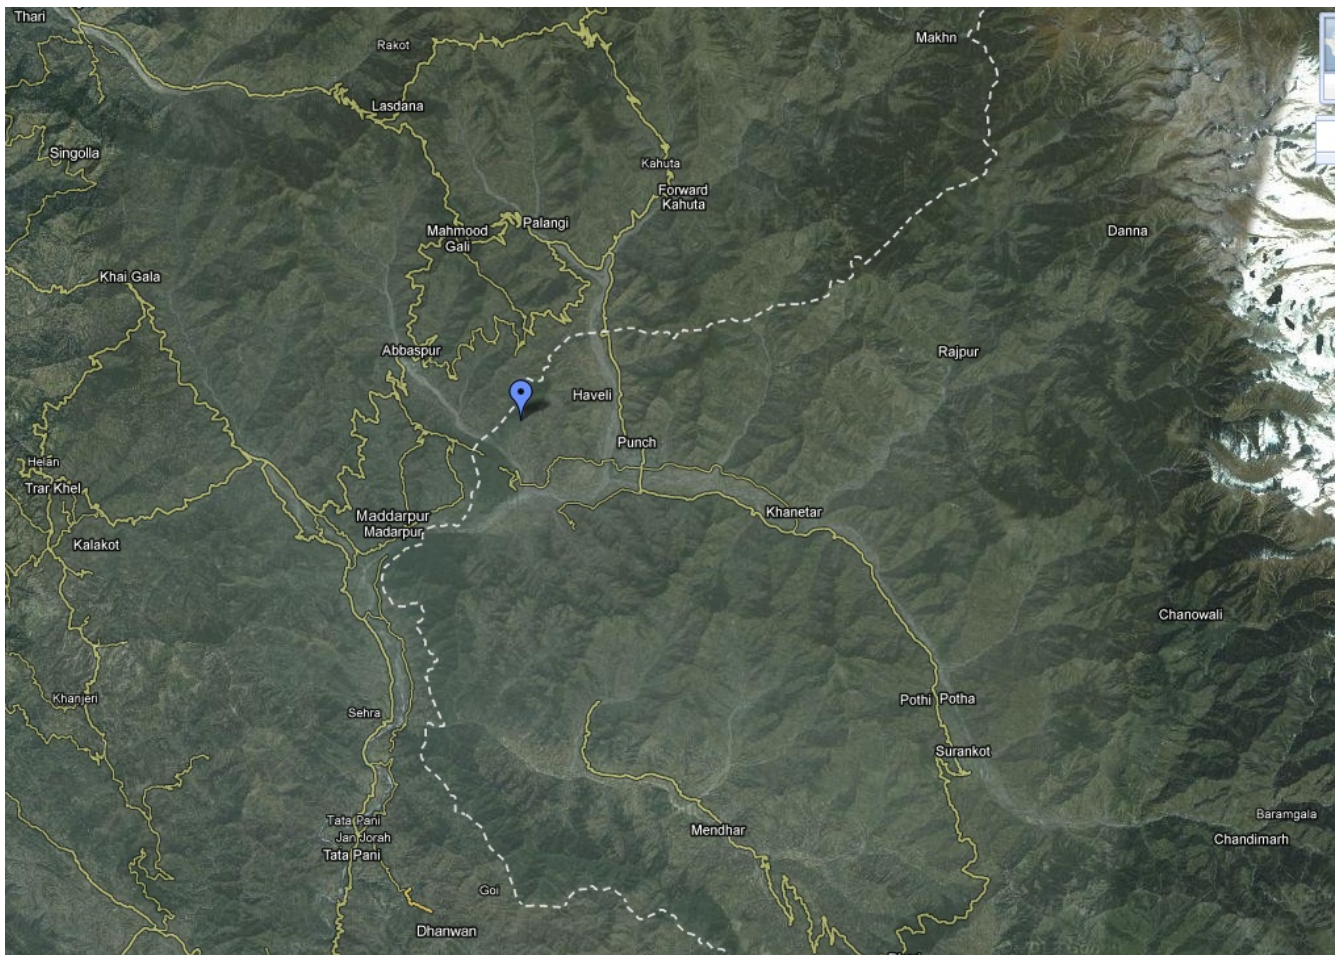 Thari
Rakot
Makhn
Lasdana
Singolla
Kahuta
Forward
Kahuta
Palangi
Mahmood
Gali
Danna
Khai Gala
Abbaspur
Rajpur
Haveli
Punch
Helan
Trar Khel
Khanetar
Maddarpur
Madarpur
Kalakot
Chanowali
Khanjeri
Pothi Potha
Sehra
Surankot
Baramgala
Tata Pani
Mendhar
Jan Jorah
Chandimarh
Tata Pani
Goi
Dhanwan